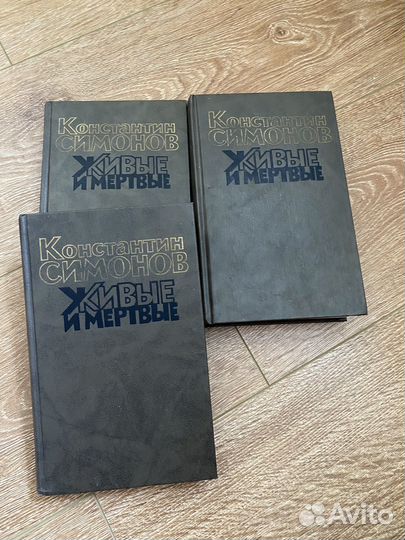 Константин
СИМОНОВ
ЖИВЫЕ
И МЕРТВЫЕ
Константин
СИМОНОВ
ЖИВЫЕ
И МЕРТВЫЕ
Константин
СИМОНОВ
ЖИВЫЕ
И МЕРТВЫЕ
Avito